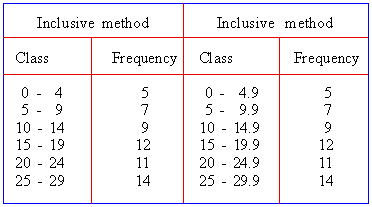 Inclusive method Inclusive method
Class Frequency Class Frequency
0 - 4 5 0 - 4.9 5
5 - 9 7 5 - 9.9 7
10 - 14 9 10 - 14.9 9
15 - 19 12 15 - 19.9 12
20 - 24 11 20 - 24.9 11
25 - 29 14 25 - 29.9 14